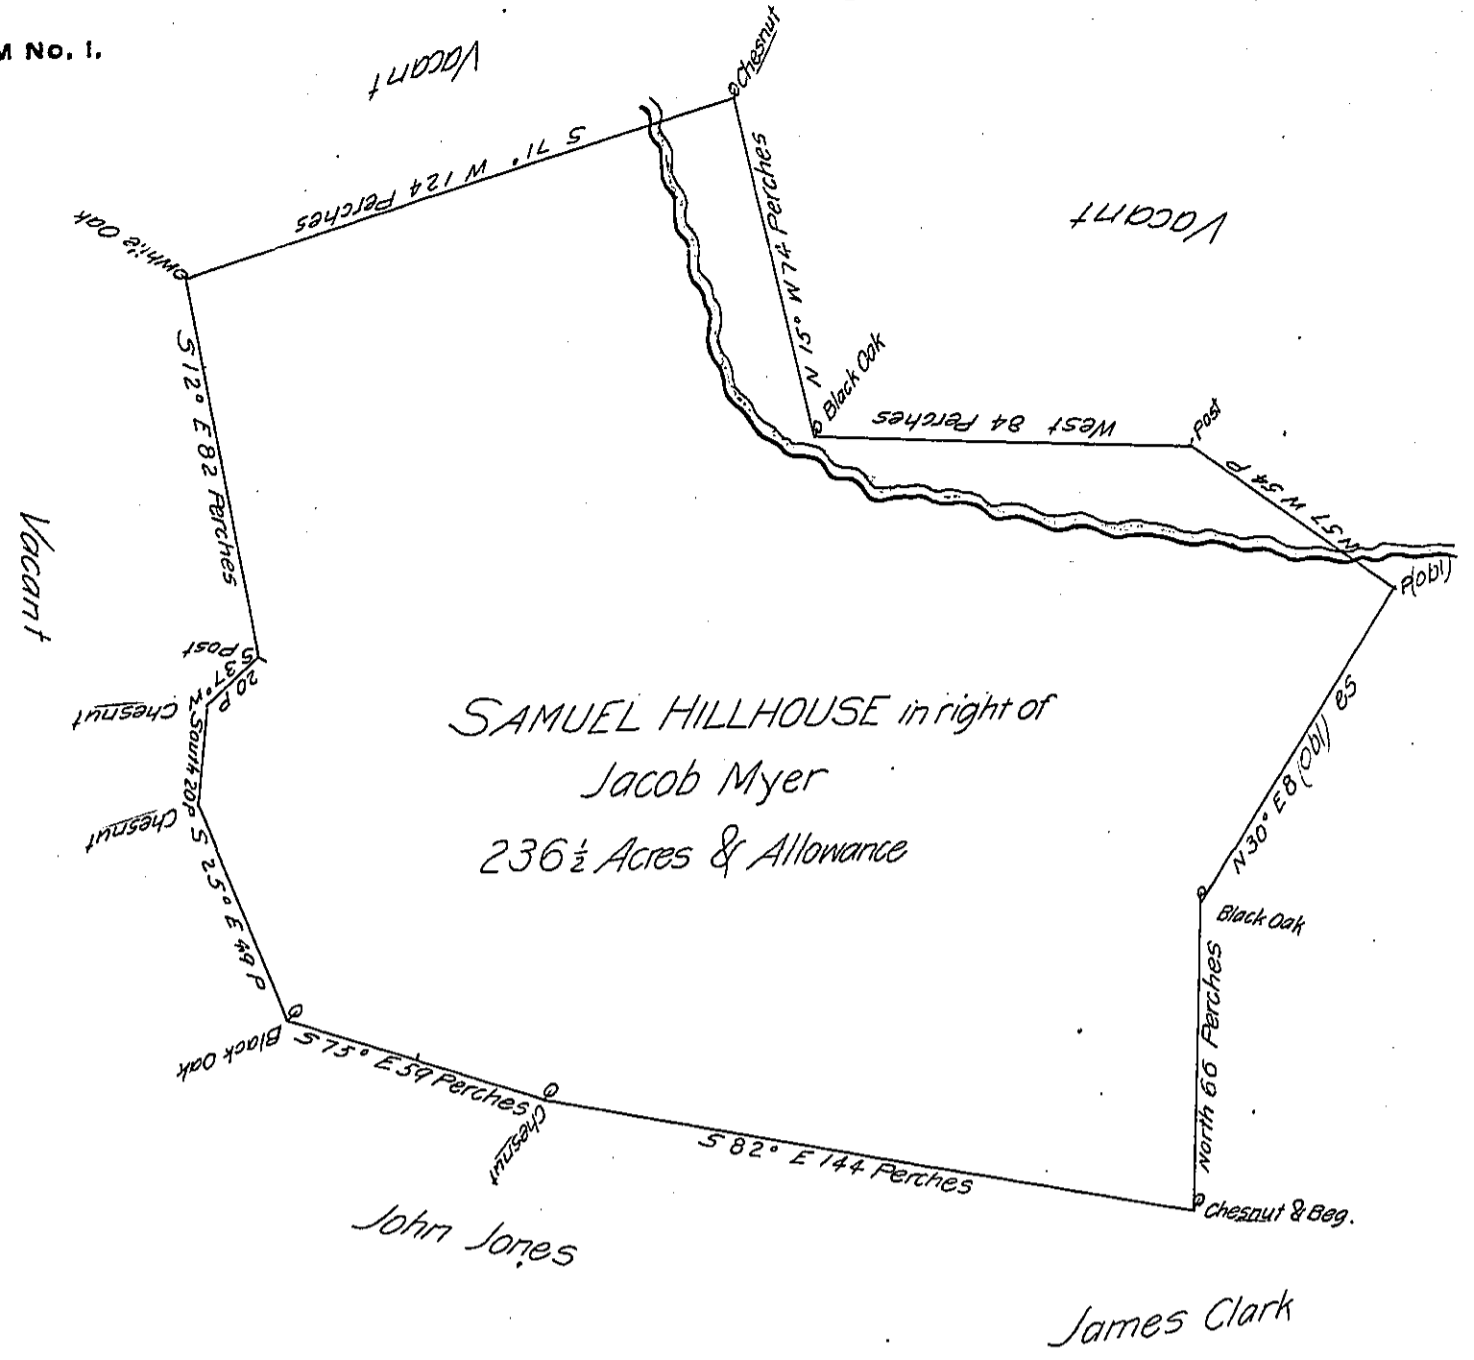 M No. 1.
Vacant
Chesnut
S 71° W 124 Perches
N 15° W 74 Perches
Vacant
White Oak
S 12° E 82 Perches
Black Oak
West 84 Perches
Post
N 57 W 54 P
P(obl)
Vacant
Post
S 37° W
20 P
Chesnut
South 20 P
Chesnut
S 25° E 49 P
SAMUEL HILLHOUSE in right of
Jacob Myer
236½ Acres & Allowance
N 30° E 8(Obl) es
Black Oak
North 66 Perches
Black Oak
S 75° E 59 Perches
Chesnut
S 82° E 144 Perches
Chesnut & Beg.
John Jones
James Clark